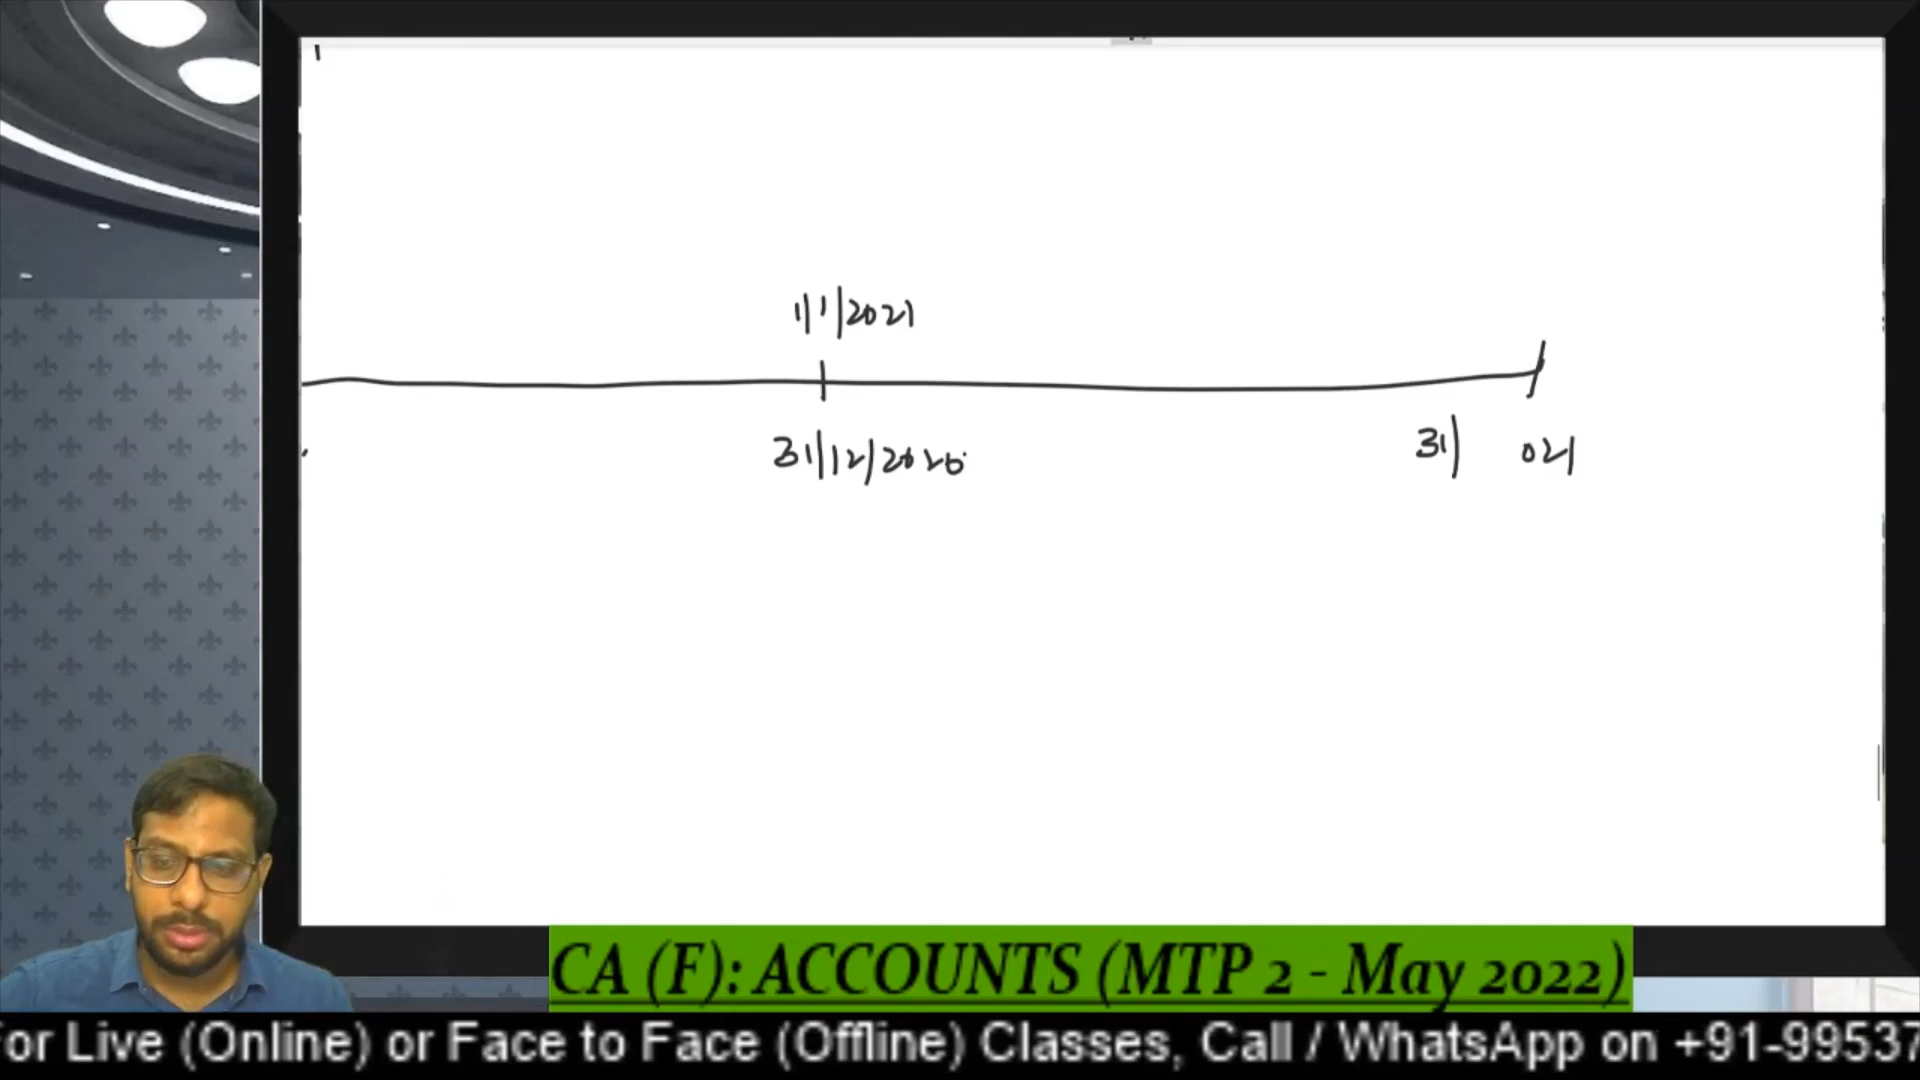 1/1/2021
31/12/2020
31/ 021
CA (F): ACCOUNTS (MTP 2 - May 2022)
For Live (Online) or Face to Face (Offline) Classes, Call / WhatsApp on +91-99537